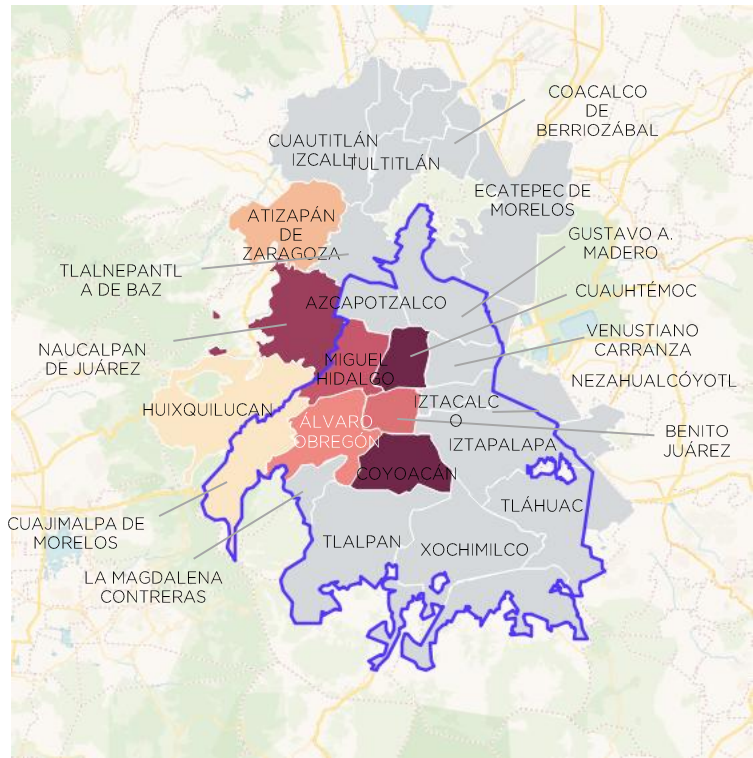 COACALCO
DE
BERRIOZÁBAL
CUAUTITLÁN
IZCALLI
TULTITLÁN
ECATEPEC DE
MORELOS
ATIZAPÁN
DE
ZARAGOZA
GUSTAVO A.
MADERO
TLALNEPANTL
A DE BAZ
CUAUHTÉMOC
AZCAPOTZALCO
VENUSTIANO
CARRANZA
NAUCALPAN
DE JUÁREZ
MIGUEL
HIDALGO
NEZAHUALCÓYOTL
HUIXQUILUCAN
IZTACALC
O
ÁLVARO
OBREGÓN
BENITO
JUÁREZ
IZTAPALAPA
COYOACÁN
TLÁHUAC
CUAJIMALPA DE
MORELOS
TLALPAN
XOCHIMILCO
LA MAGDALENA
CONTRERAS